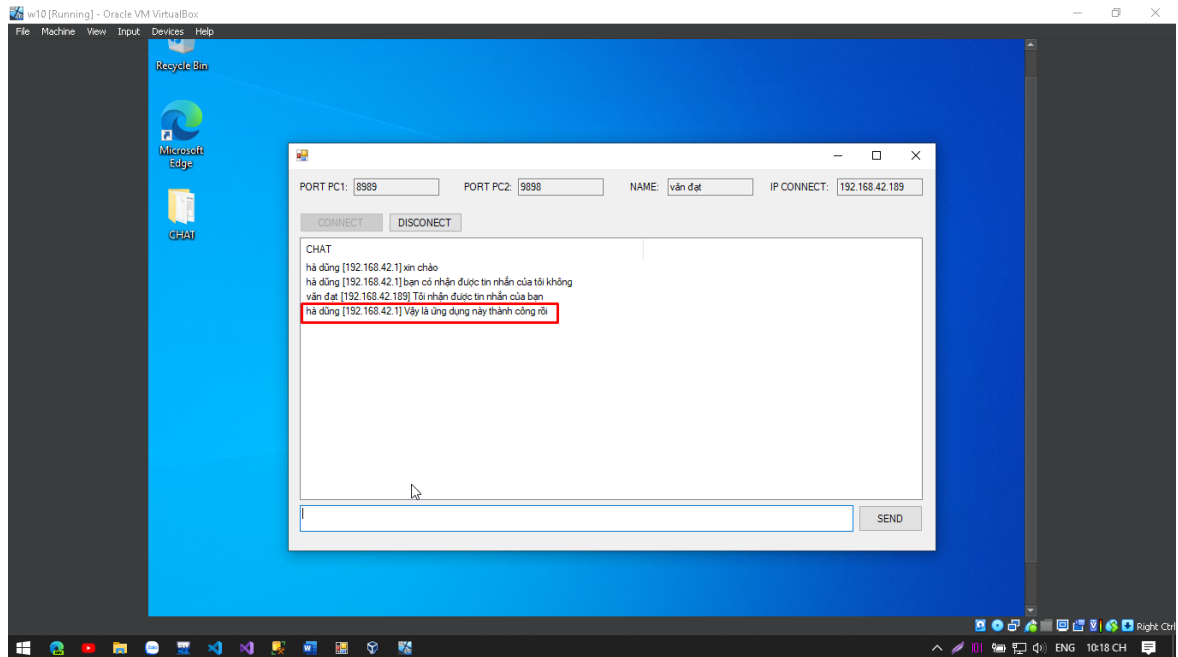 w10 [Running] - Oracle VM VirtualBox
File Machine View Input Devices Help
Recycle Bin
Microsoft
Edge
CHAT
PORT PC1: 8989 PORT PC2: 9898 NAME: văn đạt IP CONNECT: 192.168.42.189
CONNECT DISCONECT
CHAT
hà dũng [192.168.42.1] xin chào
hà dũng [192.168.42.1] bạn có nhận được tin nhắn của tôi không
văn đạt [192.168.42.189] Tôi nhận được tin nhắn của bạn
hà dũng [192.168.42.1] Vậy là ứng dụng này thành công rồi
SEND
Right Ctrl
ENG 10:18 CH